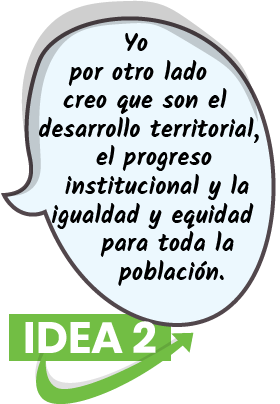 Yo
por otro lado
creo que son el
desarrollo territorial,
el progreso
institucional y la
igualdad y equidad
para toda la
población.
IDEA 2